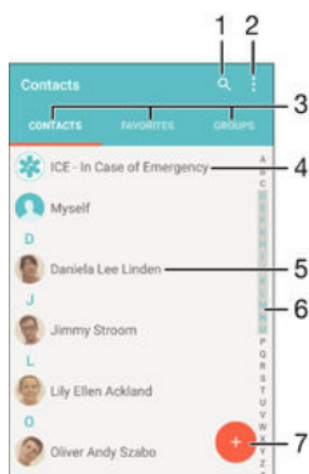 1 2
Contacts
3
CONTACTS FAVORITES GROUPS
ICE - In Case of Emergency
4
Myself
D
Daniela Lee Linden
5
J
Jimmy Stroom
6
L
Lily Ellen Ackland
O
Oliver Andy Szabo
7
A
B
C
P
Q
R
S
T
U
V
W
X
Y
Z